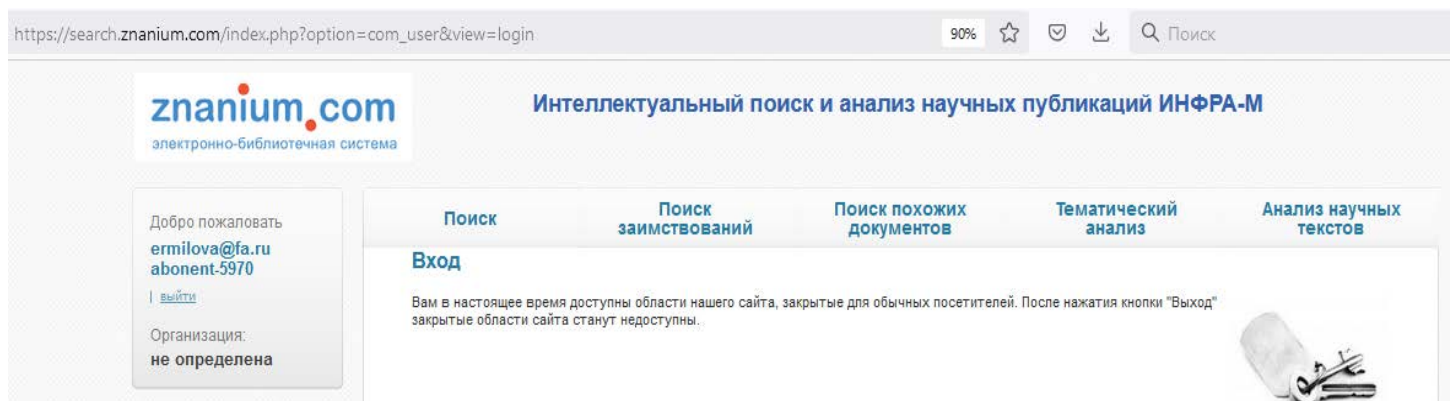 https://search.znanium.com/index.php?option=com_user&view=login
90%
Поиск
znanium.com
электронно-библиотечная система
Интеллектуальный поиск и анализ научных публикаций ИНФРА-М
Добро пожаловать
ermilova@fa.ru
abonent-5970
| выйти
Организация:
не определена
Поиск
Поиск
заимствований
Поиск похожих
документов
Тематический
анализ
Анализ научных
текстов
Вход
Вам в настоящее время доступны области нашего сайта, закрытые для обычных посетителей. После нажатия кнопки "Выход"
закрытые области сайта станут недоступны.